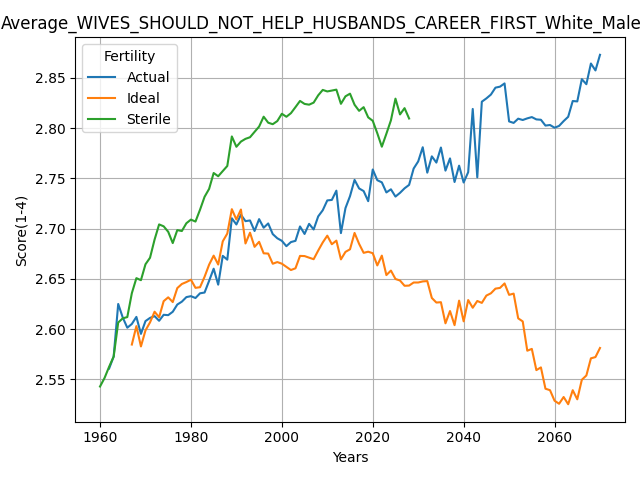 Average_WIVES_SHOULD_NOT_HELP_HUSBANDS_CAREER_FIRST_White_Male
Fertility
Actual
Ideal
Sterile
Score(1-4)
2.85
2.80
2.75
2.70
2.65
2.60
2.55
1960 1980 2000 2020 2040 2060
Years